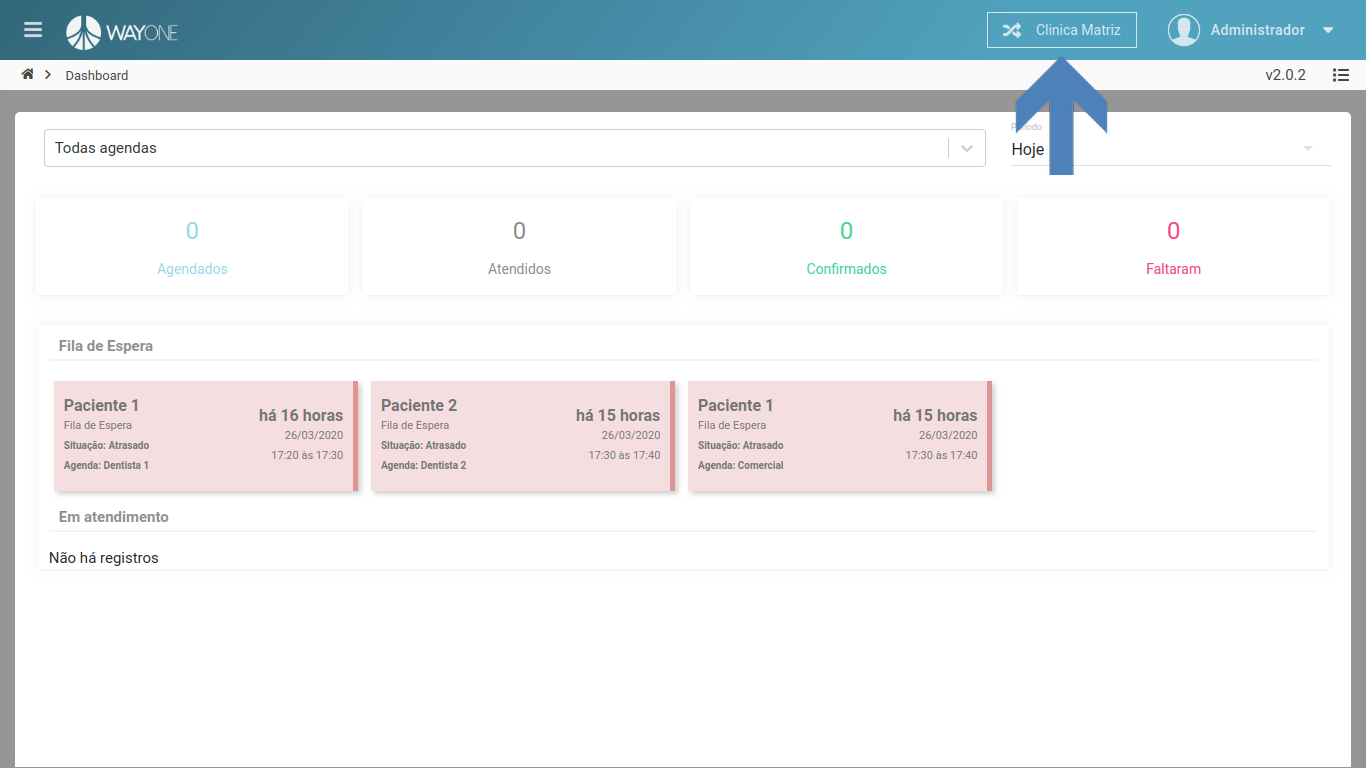 WAYONE
Clinica Matriz
Administrador
Dashboard
v2.0.2
Todas agendas
Hoje
0
Agendados
0
Atendidos
0
Confirmados
0
Faltaram
Fila de Espera
Paciente 1
há 16 horas
Fila de Espera
26/03/2020
Situação: Atrasado
17:20 às 17:30
Agenda: Dentista 1
Paciente 2
há 15 horas
Fila de Espera
26/03/2020
Situação: Atrasado
17:30 às 17:40
Agenda: Dentista 2
Paciente 1
há 15 horas
Fila de Espera
26/03/2020
Situação: Atrasado
17:30 às 17:40
Agenda: Comercial
Em atendimento
Não há registros